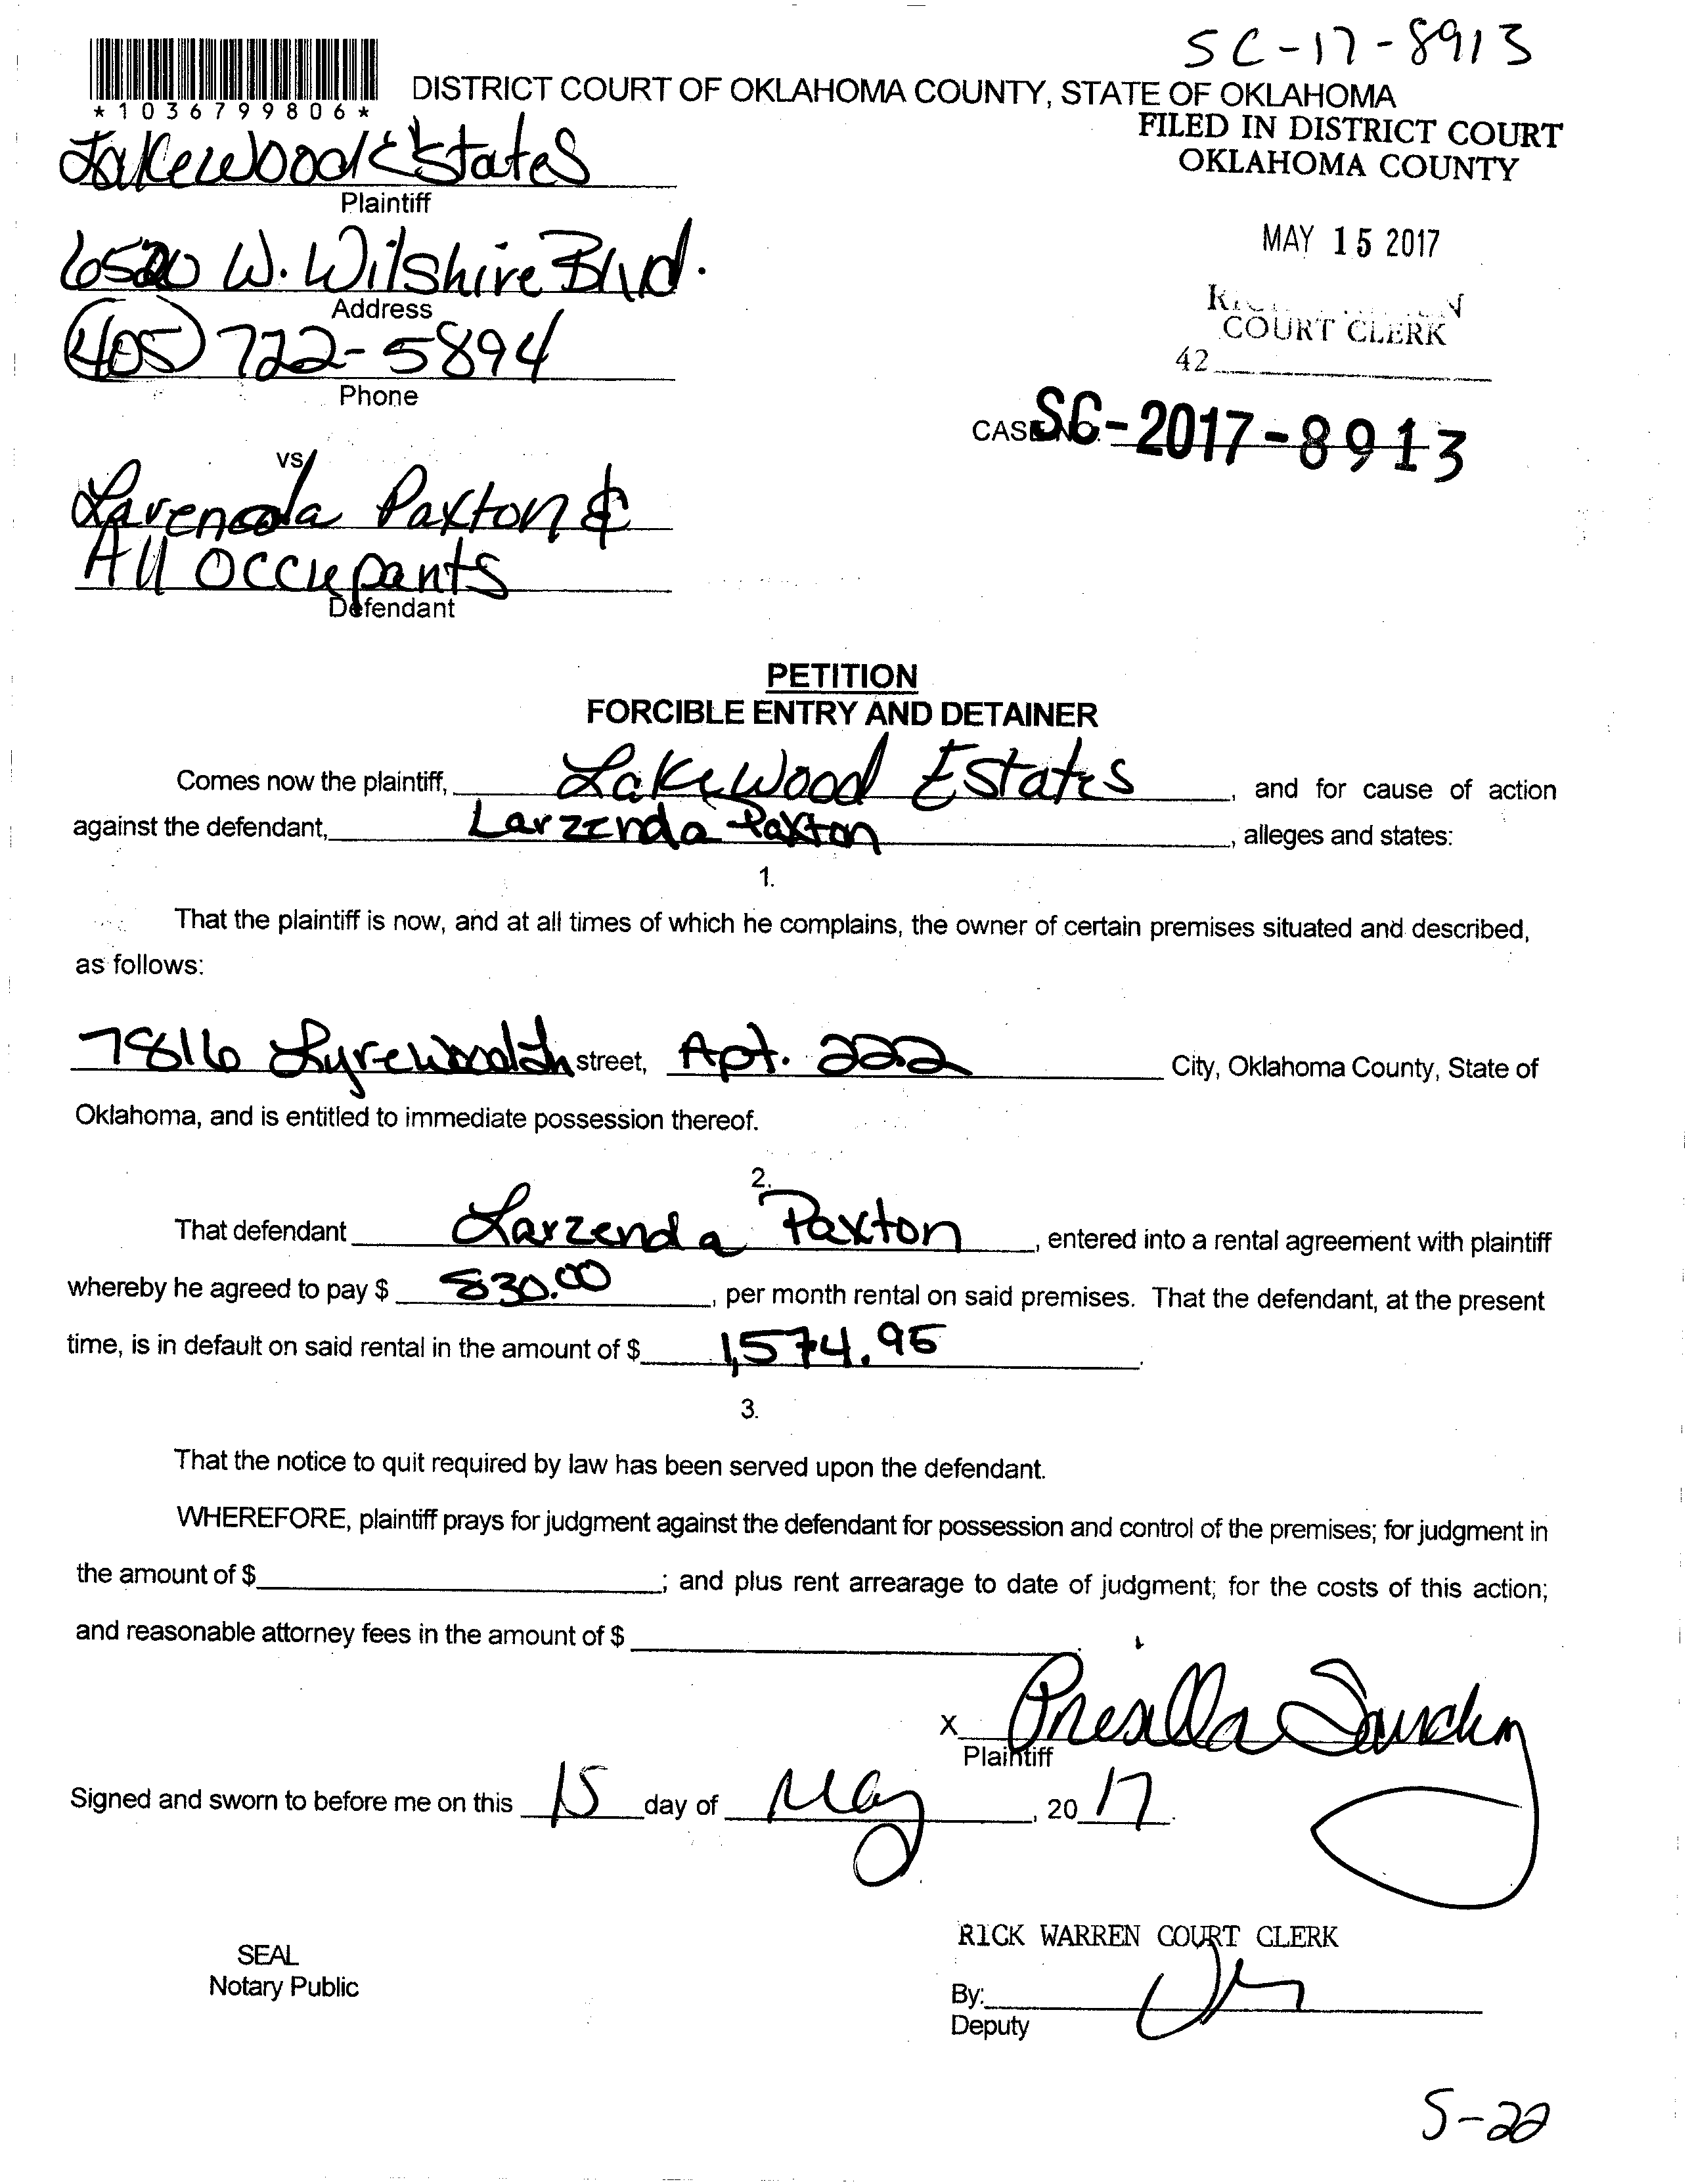 SC-17-8913
*1036799806*
DISTRICT COURT OF OKLAHOMA COUNTY, STATE OF OKLAHOMA
FILED IN DISTRICT COURT
OKLAHOMA COUNTY
Lakewood Estates
Plaintiff
MAY 15 2017
6520 W. Wilshire Blvd.
Address
COURT CLERK
42
(405) 722-5894
Phone
CASE NO. SC-2017-8913
vs
Paxton &
All Occupants
Defendant
PETITION
FORCIBLE ENTRY AND DETAINER
Comes now the plaintiff, Lakewood Estates, and for cause of action
against the defendant, Larzenda Paxton, alleges and states:
1.
That the plaintiff is now, and at all times of which he complains, the owner of certain premises situated and described,
as follows:
7816 Lyrewood Ln street, Apt. 222 City, Oklahoma County, State of
Oklahoma, and is entitled to immediate possession thereof.
2.
That defendant Larzenda Paxton, entered into a rental agreement with plaintiff
whereby he agreed to pay $ 830.00, per month rental on said premises. That the defendant, at the present
time, is in default on said rental in the amount of $ 1,574.95.
3.
That the notice to quit required by law has been served upon the defendant.
WHEREFORE, plaintiff prays for judgment against the defendant for possession and control of the premises; for judgment in
the amount of $ ; and plus rent arrearage to date of judgment; for the costs of this action;
and reasonable attorney fees in the amount of $ .
x
Plaintiff
Signed and sworn to before me on this 15 day of May, 20 17.
RICK WARREN COURT CLERK
SEAL
Notary Public
By:
Deputy
5-22